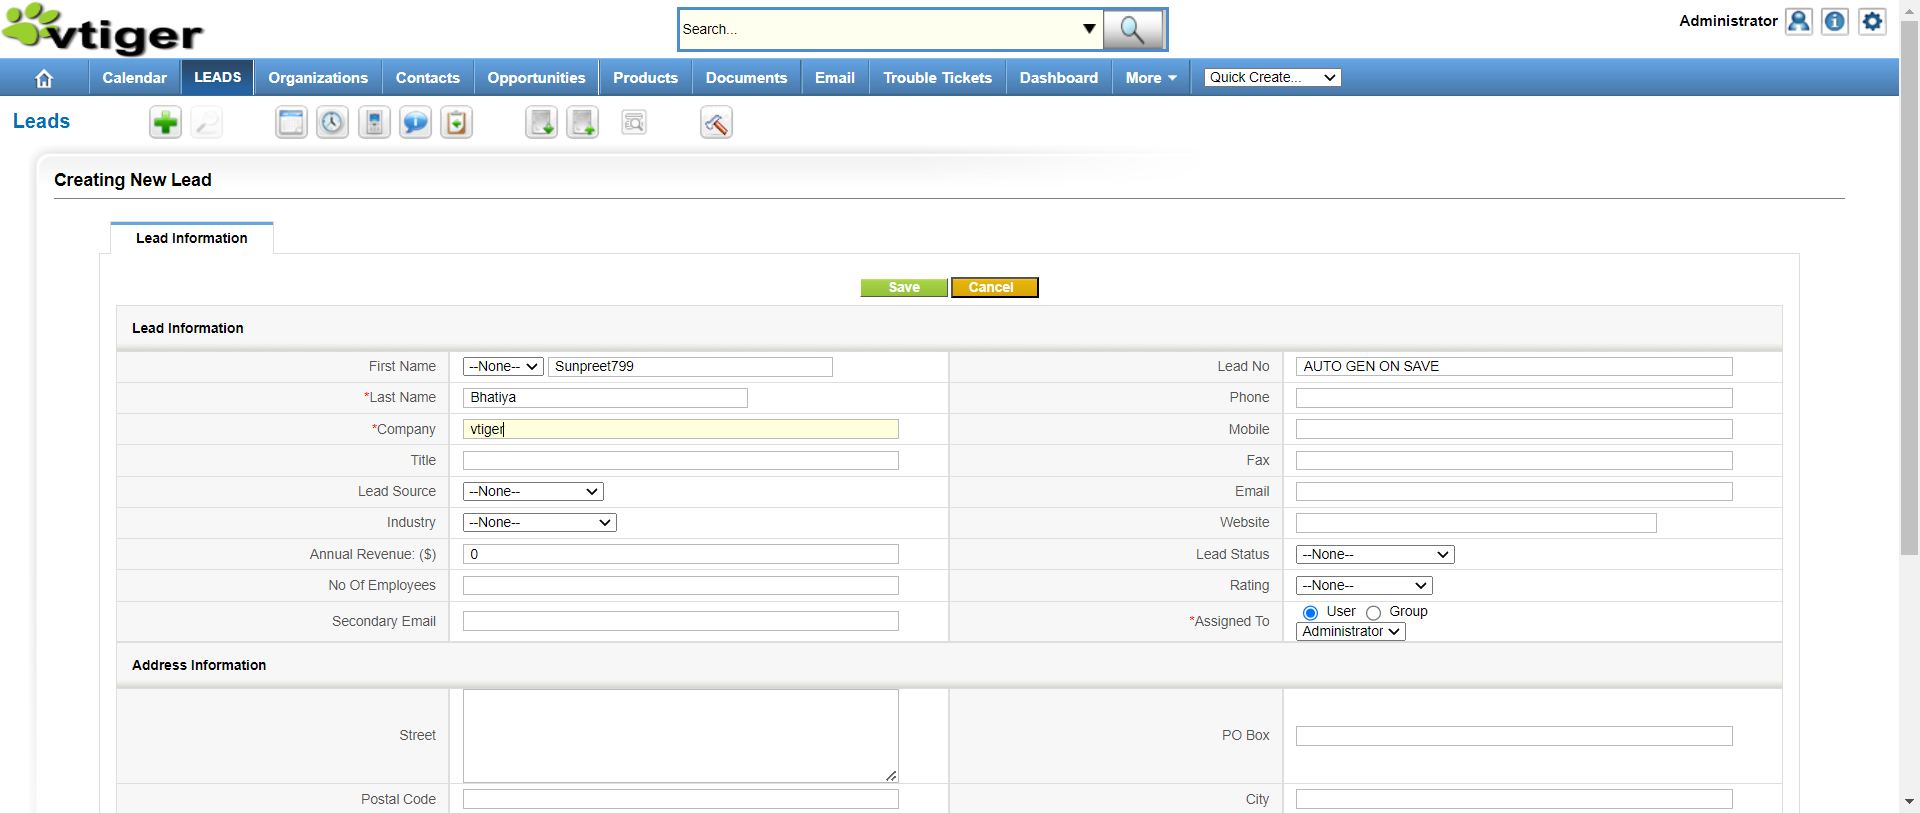 vtiger
Search...
Administrator
Calendar LEADS Organizations Contacts Opportunities Products Documents Email Trouble Tickets Dashboard More Quick Create...
Leads
Creating New Lead
Lead Information
Save Cancel
Lead Information
First Name --None-- Sunpreet799 Lead No AUTO GEN ON SAVE
*Last Name Bhatiya Phone
*Company vtiger Mobile
Title Fax
Lead Source --None-- Email
Industry --None-- Website
Annual Revenue: ($) 0 Lead Status --None--
No Of Employees Rating --None--
Secondary Email *Assigned To User Group
Administrator
Address Information
Street PO Box
Postal Code City